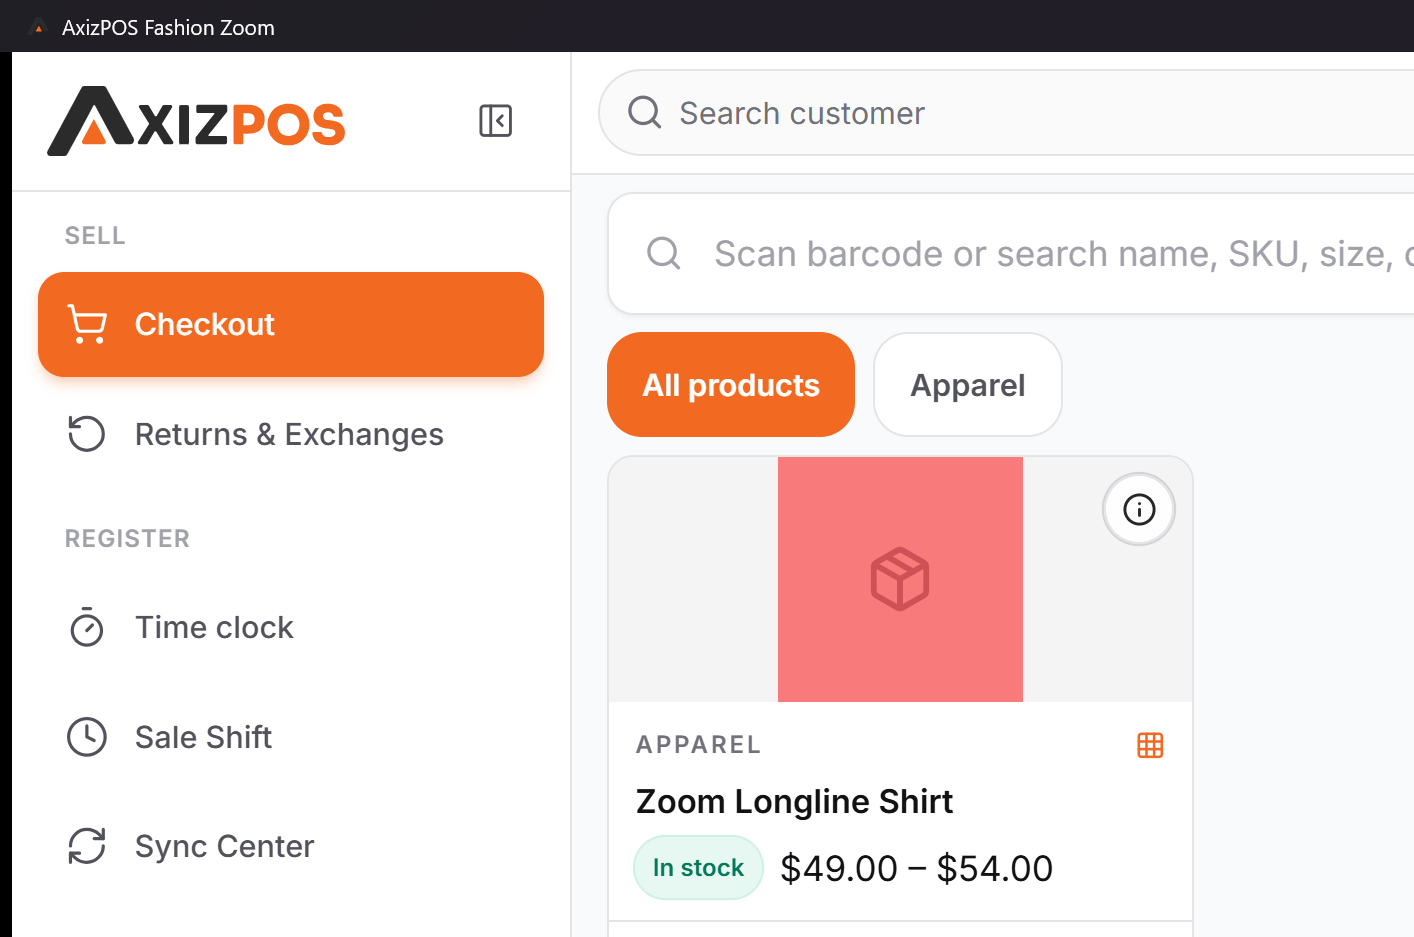 AxizPOS Fashion Zoom
AXIZPOS
Search customer
SELL
Scan barcode or search name, SKU, size,
Checkout
All products
Apparel
Returns & Exchanges
REGISTER
Time clock
Sale Shift
Sync Center
APPAREL
Zoom Longline Shirt
In stock
$49.00 – $54.00